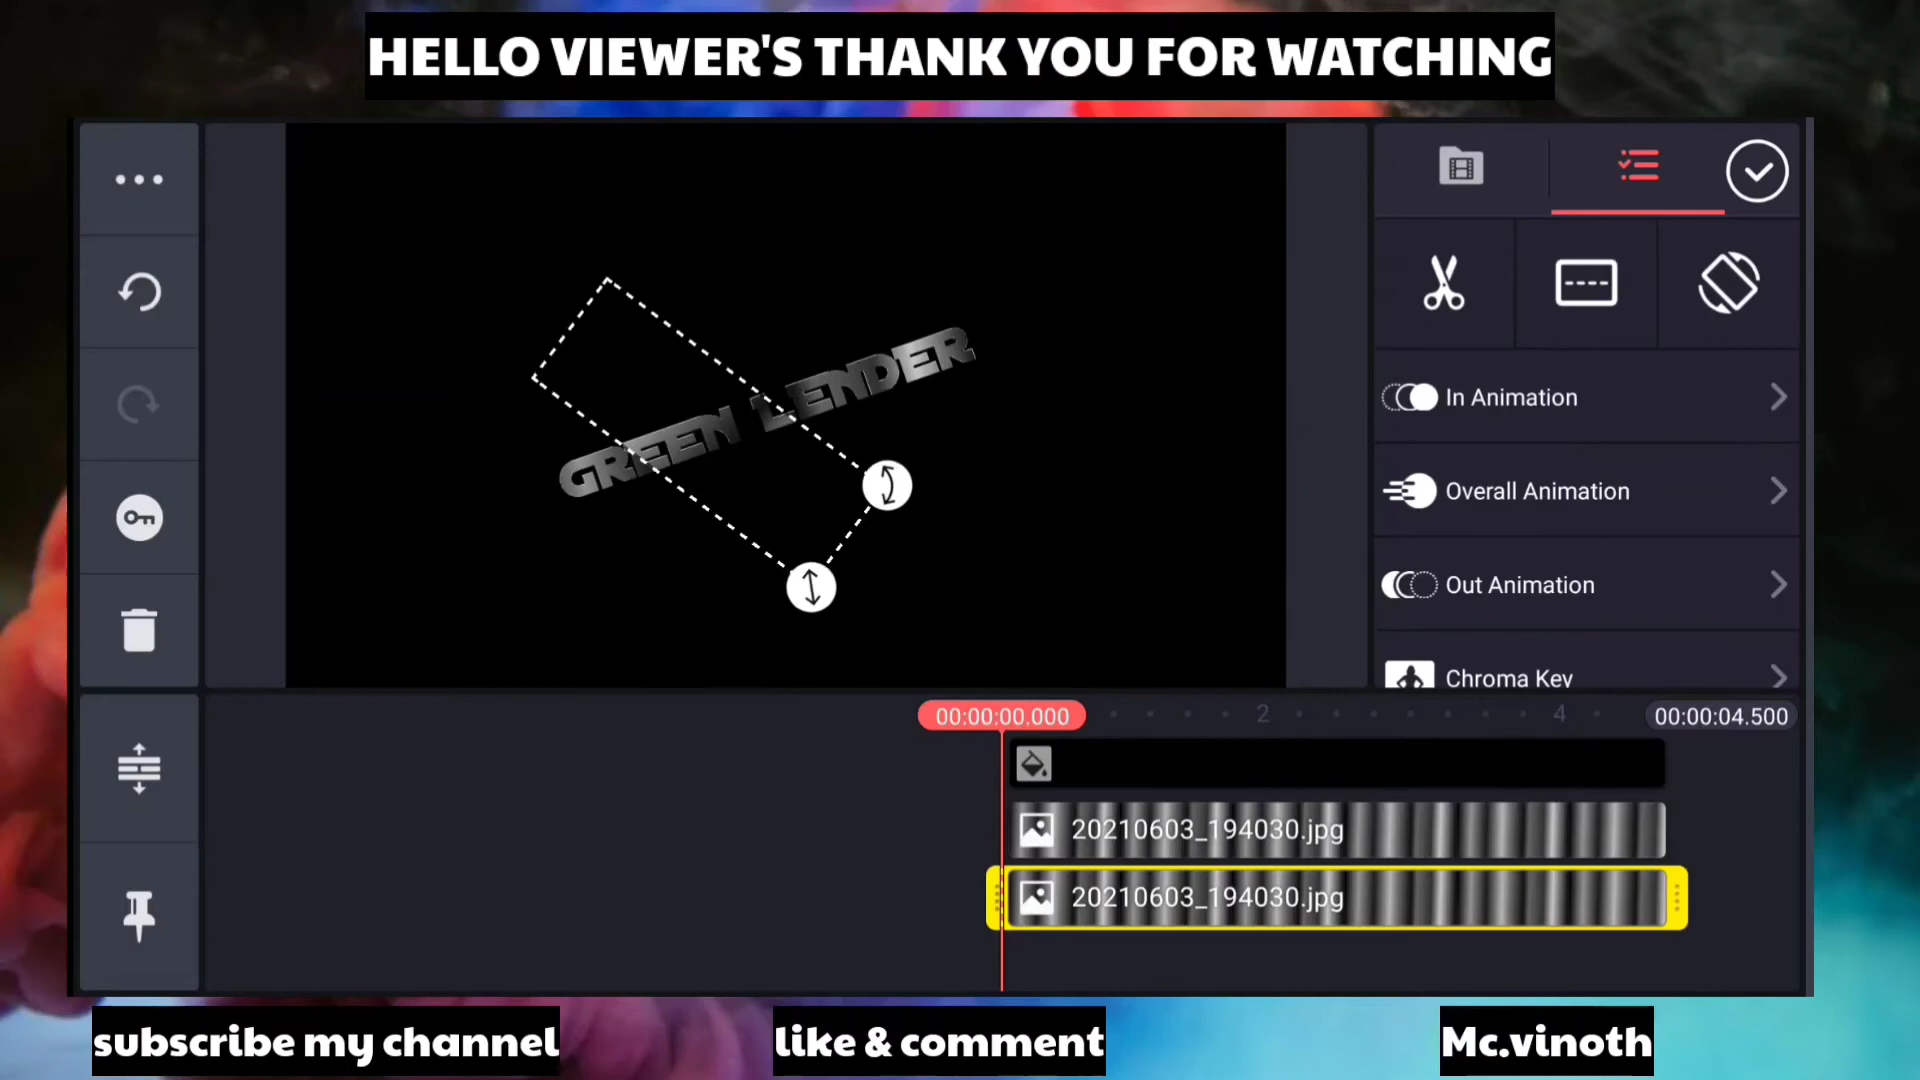 HELLO VIEWER'S THANK YOU FOR WATCHING
GREEN LENDER
In Animation
Overall Animation
Out Animation
Chroma Key
00:00:00.000
2
4
00:00:04.500
20210603_194030.jpg
20210603_194030.jpg
subscribe my channel
like & comment
Mc.vinoth